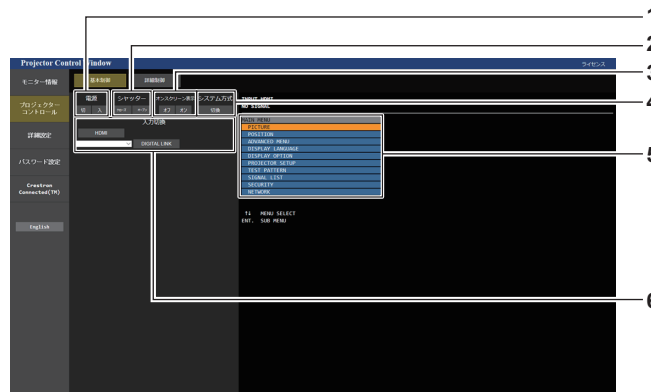 1
2
3
4
5
6
Projector Control Window
ライセンス
モニター情報
プロジェクター
コントロール
詳細設定
パスワード設定
Crestron
Connected(TM)
English
基本制御
詳細制御
電源
切 入
シャッター
オンスクリーン表示
オフ オン
システム方式
切換
入力切換
HDMI
DIGITAL LINK
INPUT HDMI
NO SIGNAL
MAIN MENU
PICTURE
POSITION
ADVANCED MENU
DISPLAY LANGUAGE
DISPLAY OPTION
PROJECTOR SETUP
TEST PATTERN
SIGNAL LIST
SECURITY
NETWORK
↑↓ MENU SELECT
ENT. SUB MENU